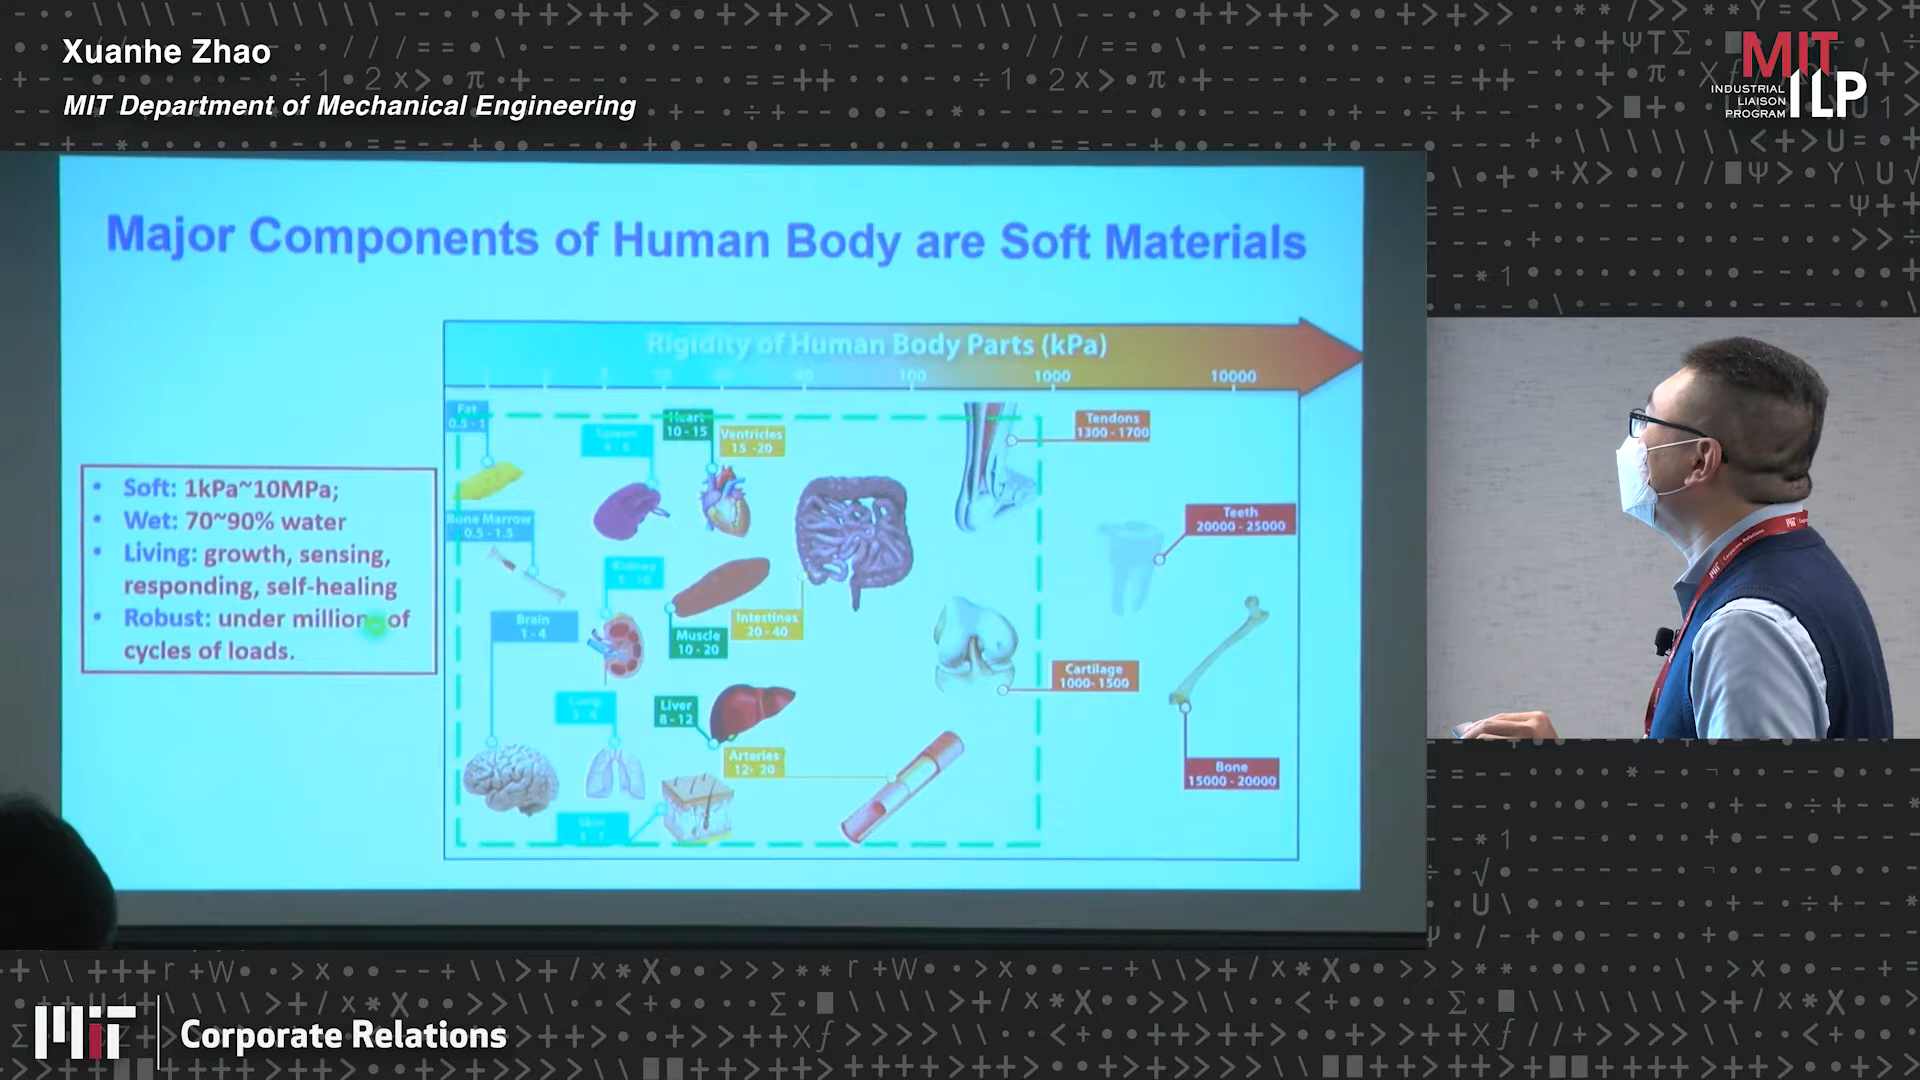 Xuanhe Zhao
MIT Department of Mechanical Engineering
MIT
ILP
INDUSTRIAL
LIAISON
PROGRAM
Major Components of Human Body are Soft Materials
Rigidity of Human Body Parts (kPa)
100 1000 10000
• Soft: 1kPa~10MPa;
• Wet: 70~90% water
• Living: growth, sensing,
responding, self-healing
• Robust: under millions of
cycles of loads.
Fat
0.5 - 1
Heart
10 - 15
Ventricles
15 -20
Tendons
1300 - 1700
Bone Marrow
0.5 - 1.5
Teeth
20000 - 25000
Kidney
Brain
1 - 4
Muscle
10 - 20
Intestines
20 - 40
Cartilage
1000- 1500
Liver
8 - 12
Arteries
12- 20
Bone
15000 - 20000
Skin
MIT Corporate Relations